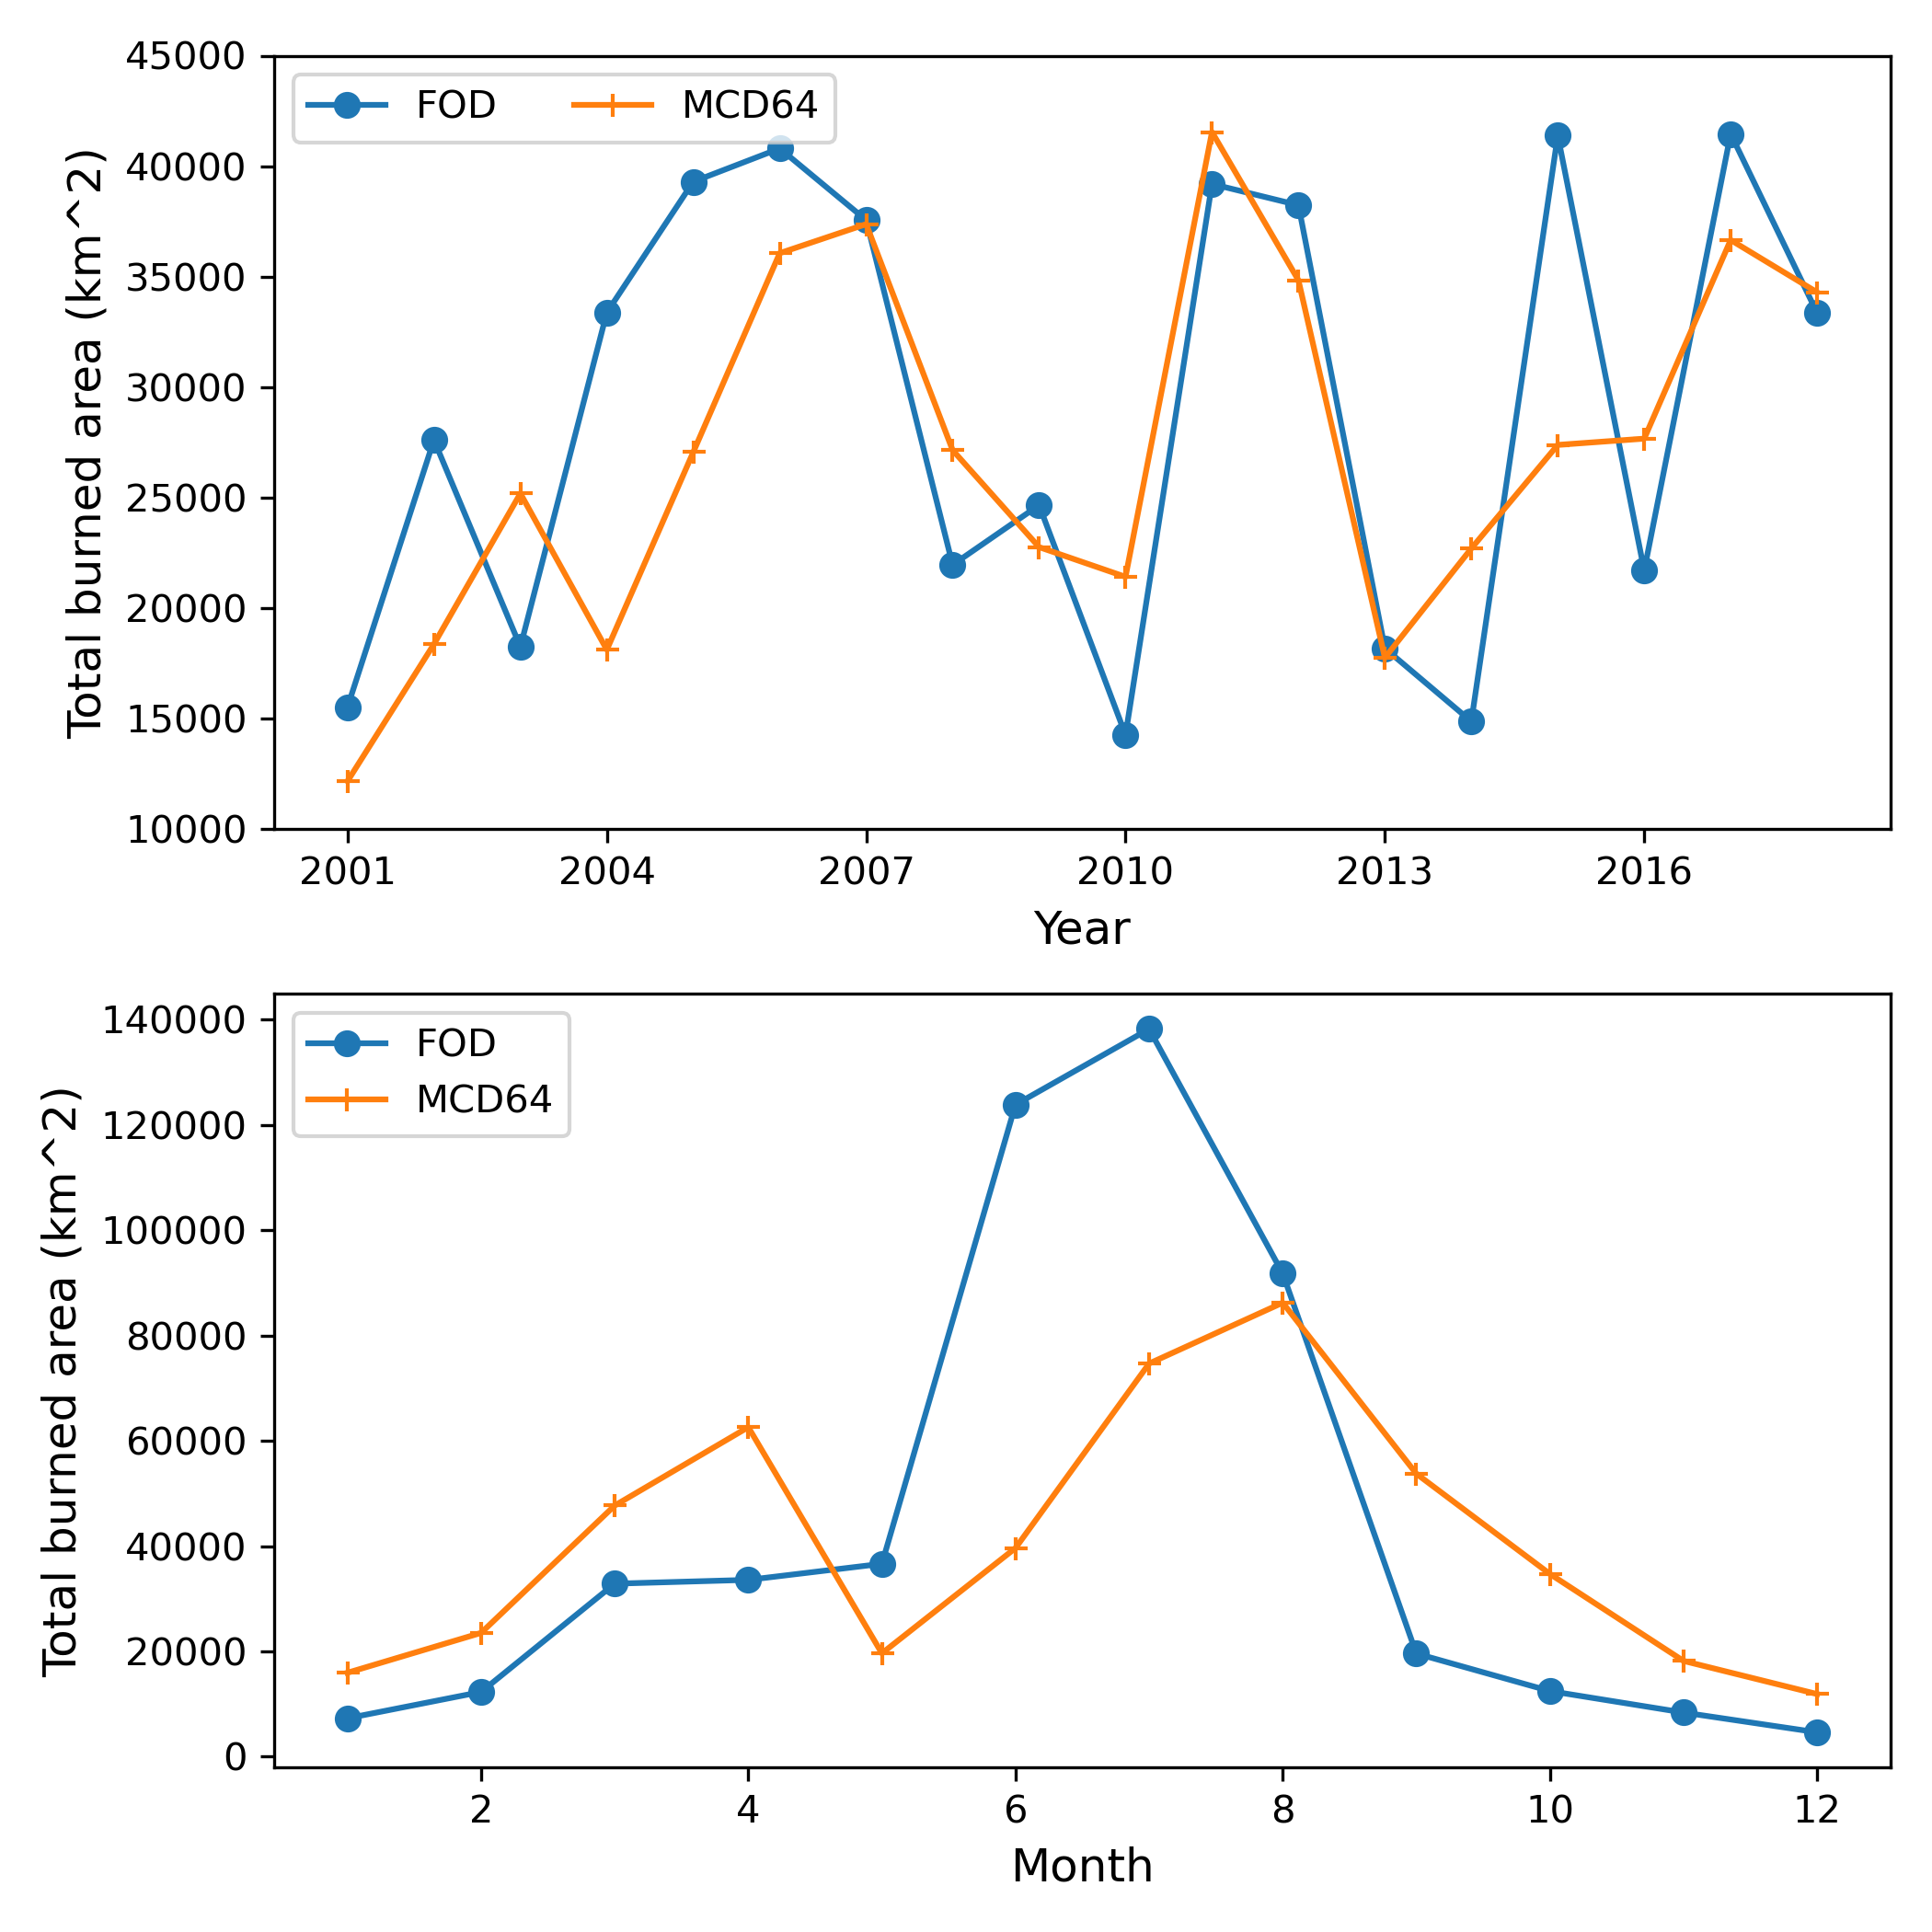 45000
FOD MCD64
40000
35000
30000
25000
20000
15000
10000
Total burned area (km^2)
2001 2004 2007 2010 2013 2016
Year
140000
FOD
MCD64
120000
100000
80000
60000
40000
20000
0
Total burned area (km^2)
2 4 6 8 10 12
Month